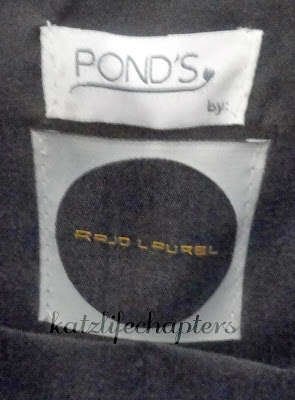 POND'S
by:
RAJO LAUREL
katzlifechapters